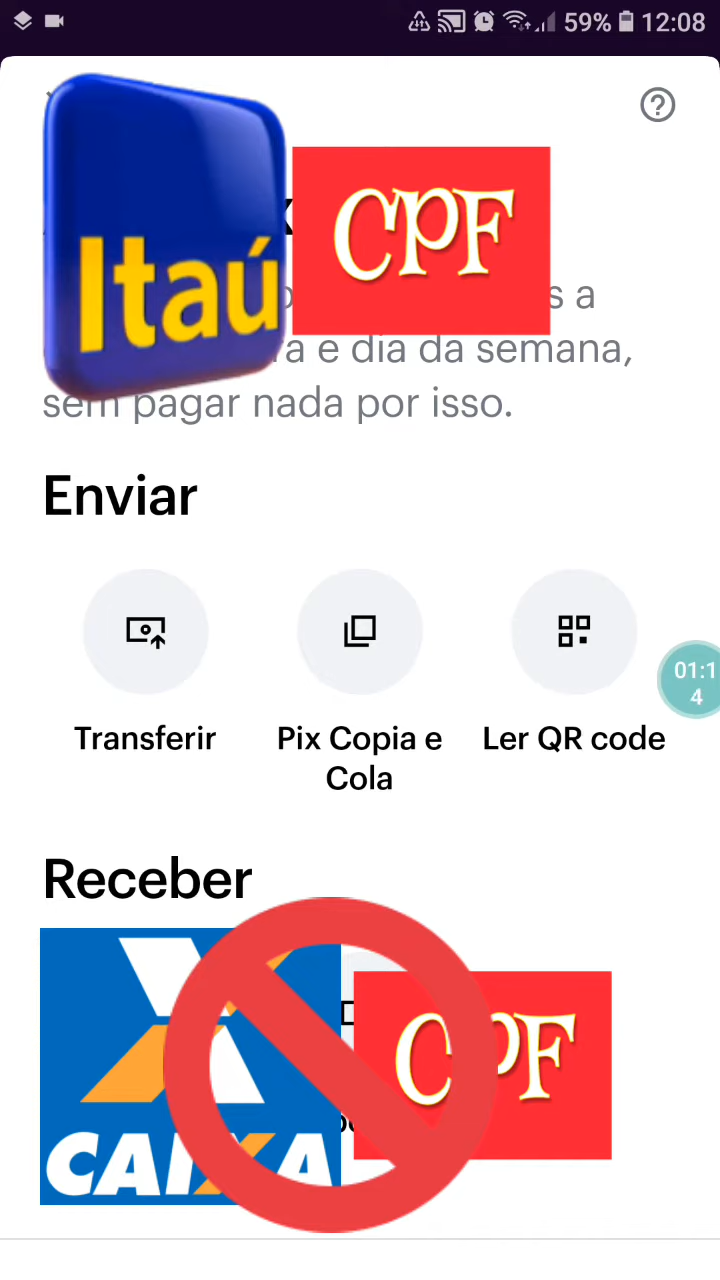 59% 12:08
Itaú
CPF
s a
a e dia da semana,
sem pagar nada por isso.
Enviar
Transferir
Pix Copia e
Cola
Ler QR code
01:1
4
Receber
CAIXA
CPF